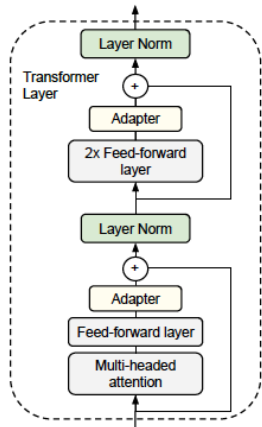 Layer Norm
Transformer
Layer
+
Adapter
2x Feed-forward
layer
Layer Norm
+
Adapter
Feed-forward layer
Multi-headed
attention